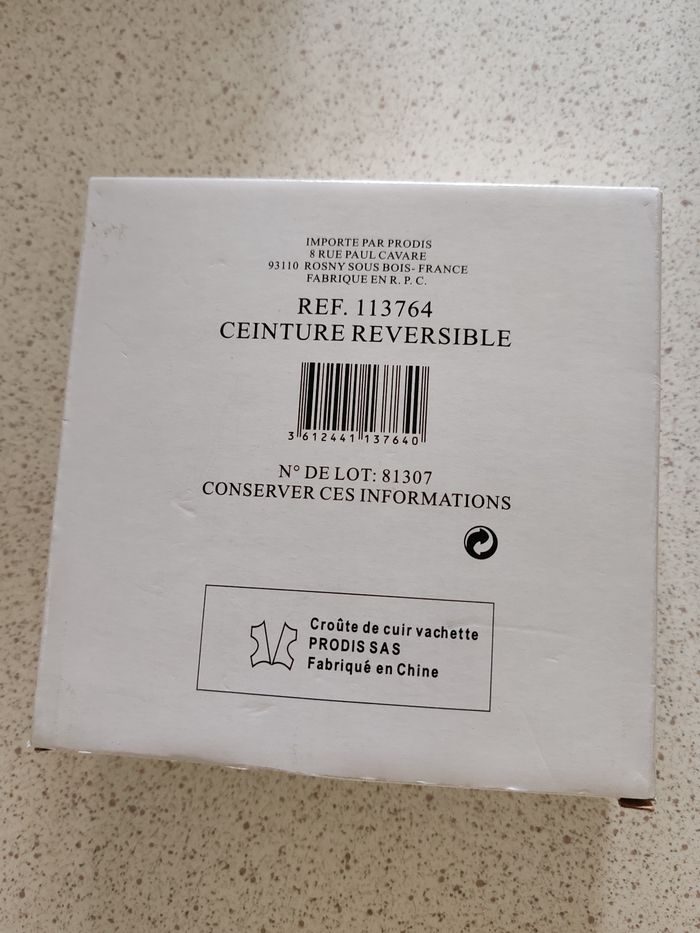 IMPORTE PAR PRODIS
8 RUE PAUL CAVARE
93110 ROSNY SOUS BOIS- FRANCE
FABRIQUE EN R. P. C.
REF. 113764
CEINTURE REVERSIBLE
3 612441 137640
N° DE LOT: 81307
CONSERVER CES INFORMATIONS
Croûte de cuir vachette
PRODIS SAS
Fabriqué en Chine